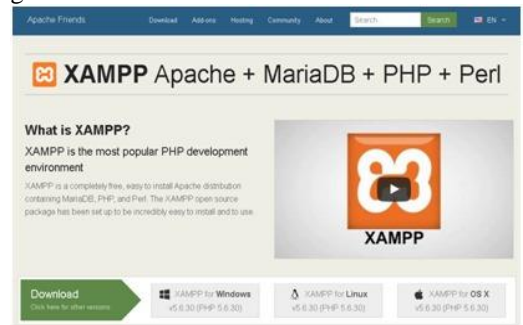 Apache Friends Download Add-ons Hosting Community About Search Search EN
XAMPP Apache + MariaDB + PHP + Perl
What is XAMPP?
XAMPP is the most popular PHP development
environment
XAMPP is a completely free, easy to install Apache distribution
containing MariaDB, PHP, and Perl. The XAMPP open source
package has been set up to be incredibly easy to install and to use.
XAMPP
Download
Click here for other versions
XAMPP for Windows
v5.6.30 (PHP 5.6.30)
XAMPP for Linux
v5.6.30 (PHP 5.6.30)
XAMPP for OS X
v5.6.30 (PHP 5.6.30)